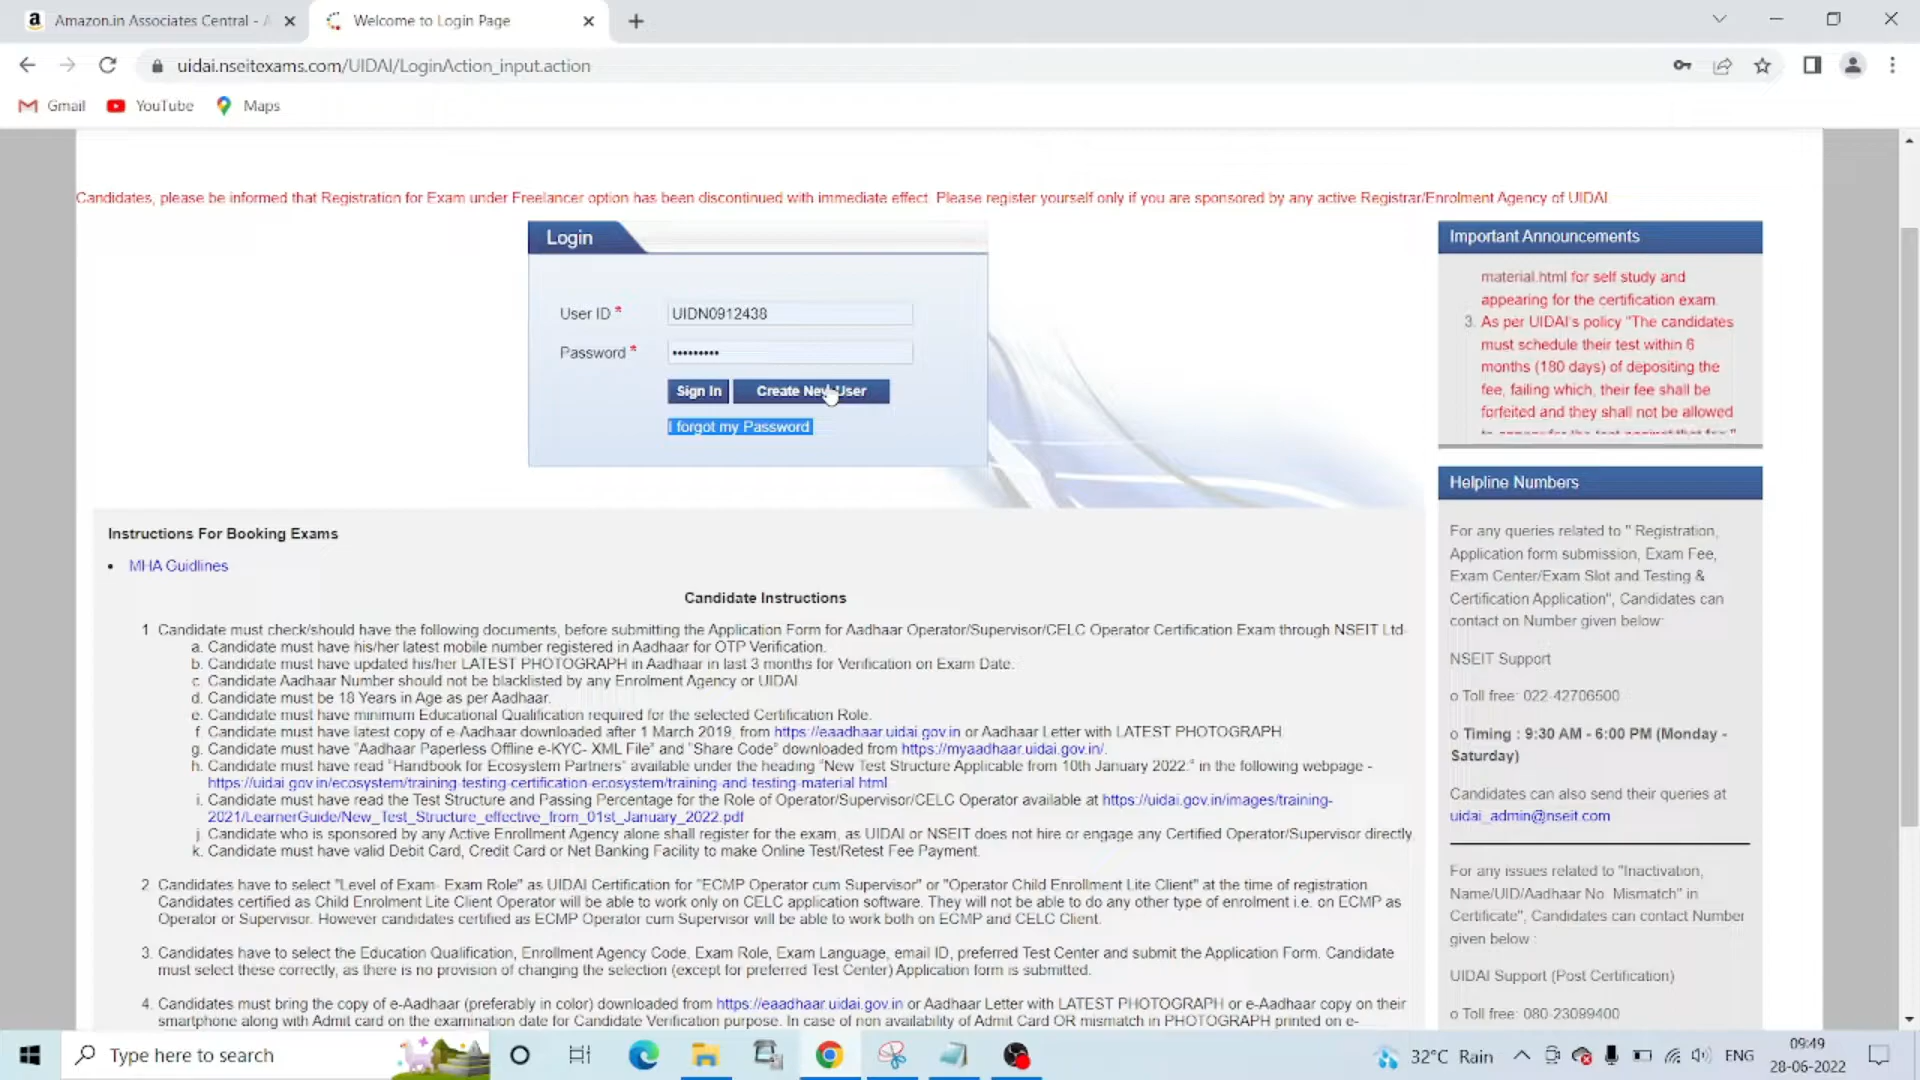 Amazon.in Associates Central - A
Welcome to Login Page
uidai.nseitexams.com/UIDAI/LoginAction_input.action
Gmail YouTube Maps
Candidates, please be informed that Registration for Exam under Freelancer option has been discontinued with immediate effect. Please register yourself only if you are sponsored by any active Registrar/Enrolment Agency of UIDAI
Login
User ID * UIDN0912438
Password * •••••••••
Sign In Create New User
I forgot my Password
Important Announcements
material.html for self study and
appearing for the certification exam.
3. As per UIDAI's policy "The candidates
must schedule their test within 6
months (180 days) of depositing the
fee, failing which, their fee shall be
forfeited and they shall not be allowed
to appear for the test against that fee."
Helpline Numbers
For any queries related to " Registration,
Application form submission, Exam Fee,
Exam Center/Exam Slot and Testing &
Certification Application", Candidates can
contact on Number given below:
NSEIT Support
o Toll free: 022-42706500
o Timing : 9:30 AM - 6:00 PM (Monday -
Saturday)
Candidates can also send their queries at
uidai_admin@nseit.com
For any issues related to "Inactivation,
Name/UID/Aadhaar No. Mismatch" in
Certificate", Candidates can contact Number
given below :
UIDAI Support (Post Certification)
o Toll free: 080-23099400
Instructions For Booking Exams
• MHA Guidlines
Candidate Instructions
1 Candidate must check/should have the following documents, before submitting the Application Form for Aadhaar Operator/Supervisor/CELC Operator Certification Exam through NSEIT Ltd-
a. Candidate must have his/her latest mobile number registered in Aadhaar for OTP Verification.
b. Candidate must have updated his/her LATEST PHOTOGRAPH in Aadhaar in last 3 months for Verification on Exam Date.
c. Candidate Aadhaar Number should not be blacklisted by any Enrolment Agency or UIDAI
d. Candidate must be 18 Years in Age as per Aadhaar.
e. Candidate must have minimum Educational Qualification required for the selected Certification Role.
f. Candidate must have latest copy of e-Aadhaar downloaded after 1 March 2019, from https://eaadhaar.uidai.gov.in or Aadhaar Letter with LATEST PHOTOGRAPH.
g. Candidate must have "Aadhaar Paperless Offline e-KYC- XML File" and "Share Code" downloaded from https://myaadhaar.uidai.gov.in/.
h. Candidate must have read "Handbook for Ecosystem Partners" available under the heading "New Test Structure Applicable from 10th January 2022." in the following webpage -
https://uidai.gov.in/ecosystem/training-testing-certification-ecosystem/training-and-testing-material.html
i. Candidate must have read the Test Structure and Passing Percentage for the Role of Operator/Supervisor/CELC Operator available at https://uidai.gov.in/images/training-
2021/LearnerGuide/New_Test_Structure_effective_from_01st_January_2022.pdf
j. Candidate who is sponsored by any Active Enrollment Agency alone shall register for the exam, as UIDAI or NSEIT does not hire or engage any Certified Operator/Supervisor directly.
k. Candidate must have valid Debit Card, Credit Card or Net Banking Facility to make Online Test/Retest Fee Payment.
2 Candidates have to select "Level of Exam- Exam Role" as UIDAI Certification for "ECMP Operator cum Supervisor" or "Operator Child Enrollment Lite Client" at the time of registration.
Candidates certified as Child Enrolment Lite Client Operator will be able to work only on CELC application software. They will not be able to do any other type of enrolment i.e. on ECMP as
Operator or Supervisor. However candidates certified as ECMP Operator cum Supervisor will be able to work both on ECMP and CELC Client.
3. Candidates have to select the Education Qualification, Enrollment Agency Code, Exam Role, Exam Language, email ID, preferred Test Center and submit the Application Form. Candidate
must select these correctly, as there is no provision of changing the selection (except for preferred Test Center) Application form is submitted.
4. Candidates must bring the copy of e-Aadhaar (preferably in color) downloaded from https://eaadhaar.uidai.gov.in or Aadhaar Letter with LATEST PHOTOGRAPH or e-Aadhaar copy on their
smartphone along with Admit card on the examination date for Candidate Verification purpose. In case of non availability of Admit Card OR mismatch in PHOTOGRAPH printed on e-
Type here to search
32°C Rain
ENG
09:49
28-06-2022